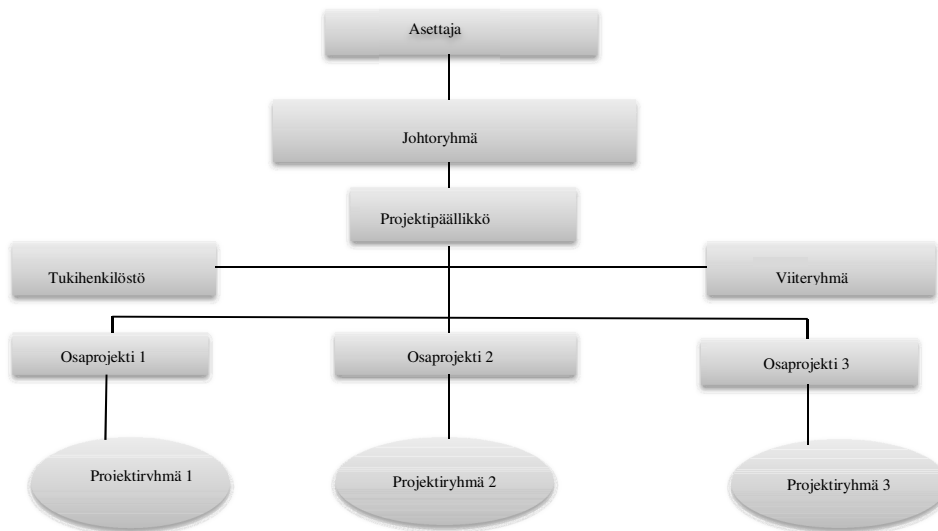 Asettaja
Johtoryhmä
Projektipäällikkö
Tukihenkilöstö
Viiteryhmä
Osaprojekti 1
Osaprojekti 2
Osaprojekti 3
Projektiryhmä 1
Projektiryhmä 2
Projektiryhmä 3